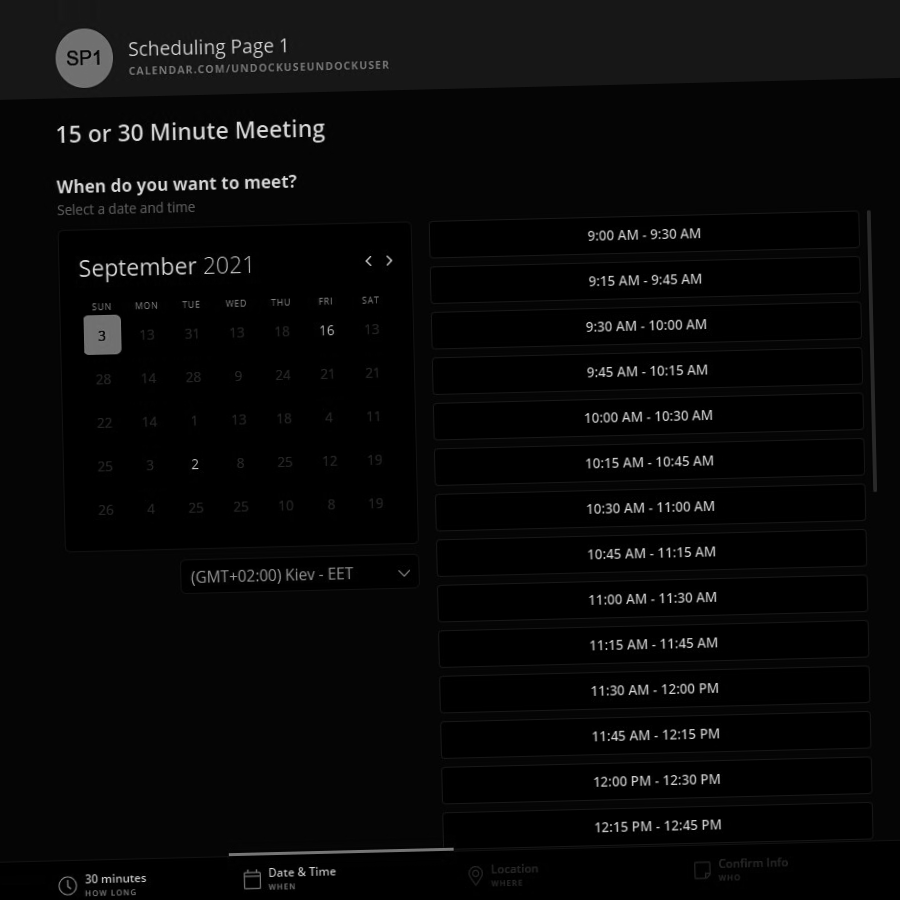 SP1
Scheduling Page 1
CALENDAR.COM/UNDOCKUSEUNDOCKUSER
15 or 30 Minute Meeting
When do you want to meet?
Select a date and time
September 2021
SUN MON TUE WED THU FRI SAT
3 13 31 13 18 16 13
28 14 28 9 24 21 21
22 14 1 13 18 4 11
25 3 2 8 25 12 19
26 4 25 25 10 8 19
(GMT+02:00) Kiev - EET
9:00 AM - 9:30 AM
9:15 AM - 9:45 AM
9:30 AM - 10:00 AM
9:45 AM - 10:15 AM
10:00 AM - 10:30 AM
10:15 AM - 10:45 AM
10:30 AM - 11:00 AM
10:45 AM - 11:15 AM
11:00 AM - 11:30 AM
11:15 AM - 11:45 AM
11:30 AM - 12:00 PM
11:45 AM - 12:15 PM
12:00 PM - 12:30 PM
12:15 PM - 12:45 PM
30 minutes
HOW LONG
Date & Time
WHEN
Location
WHERE
Confirm Info
WHO